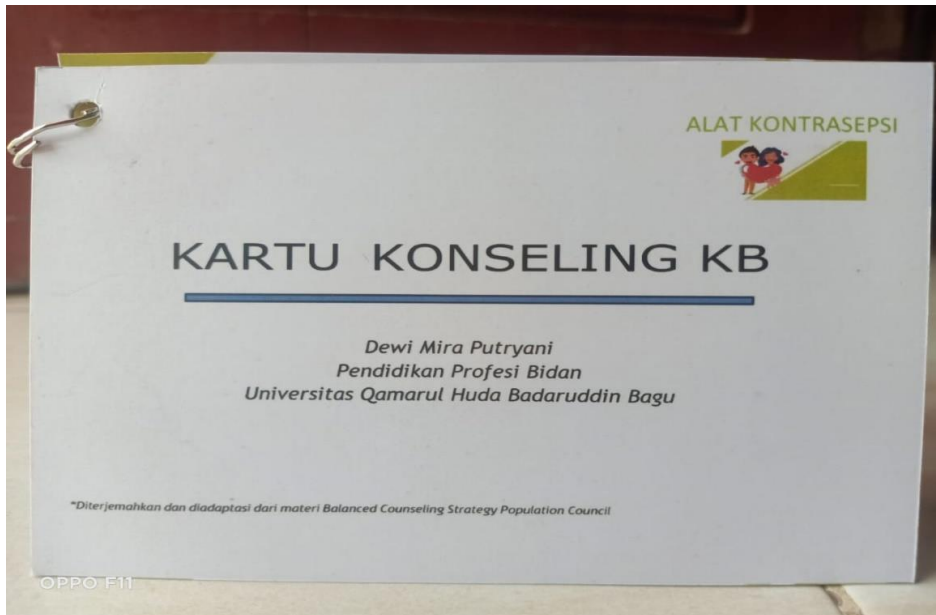 ALAT KONTRASEPSI
KARTU KONSELING KB
Dewi Mira Putryani
Pendidikan Profesi Bidan
Universitas Qamarul Huda Badaruddin Bagu
*Diterjemahkan dan diadaptasi dari materi Balanced Counseling Strategy Population Council
OPPO F11